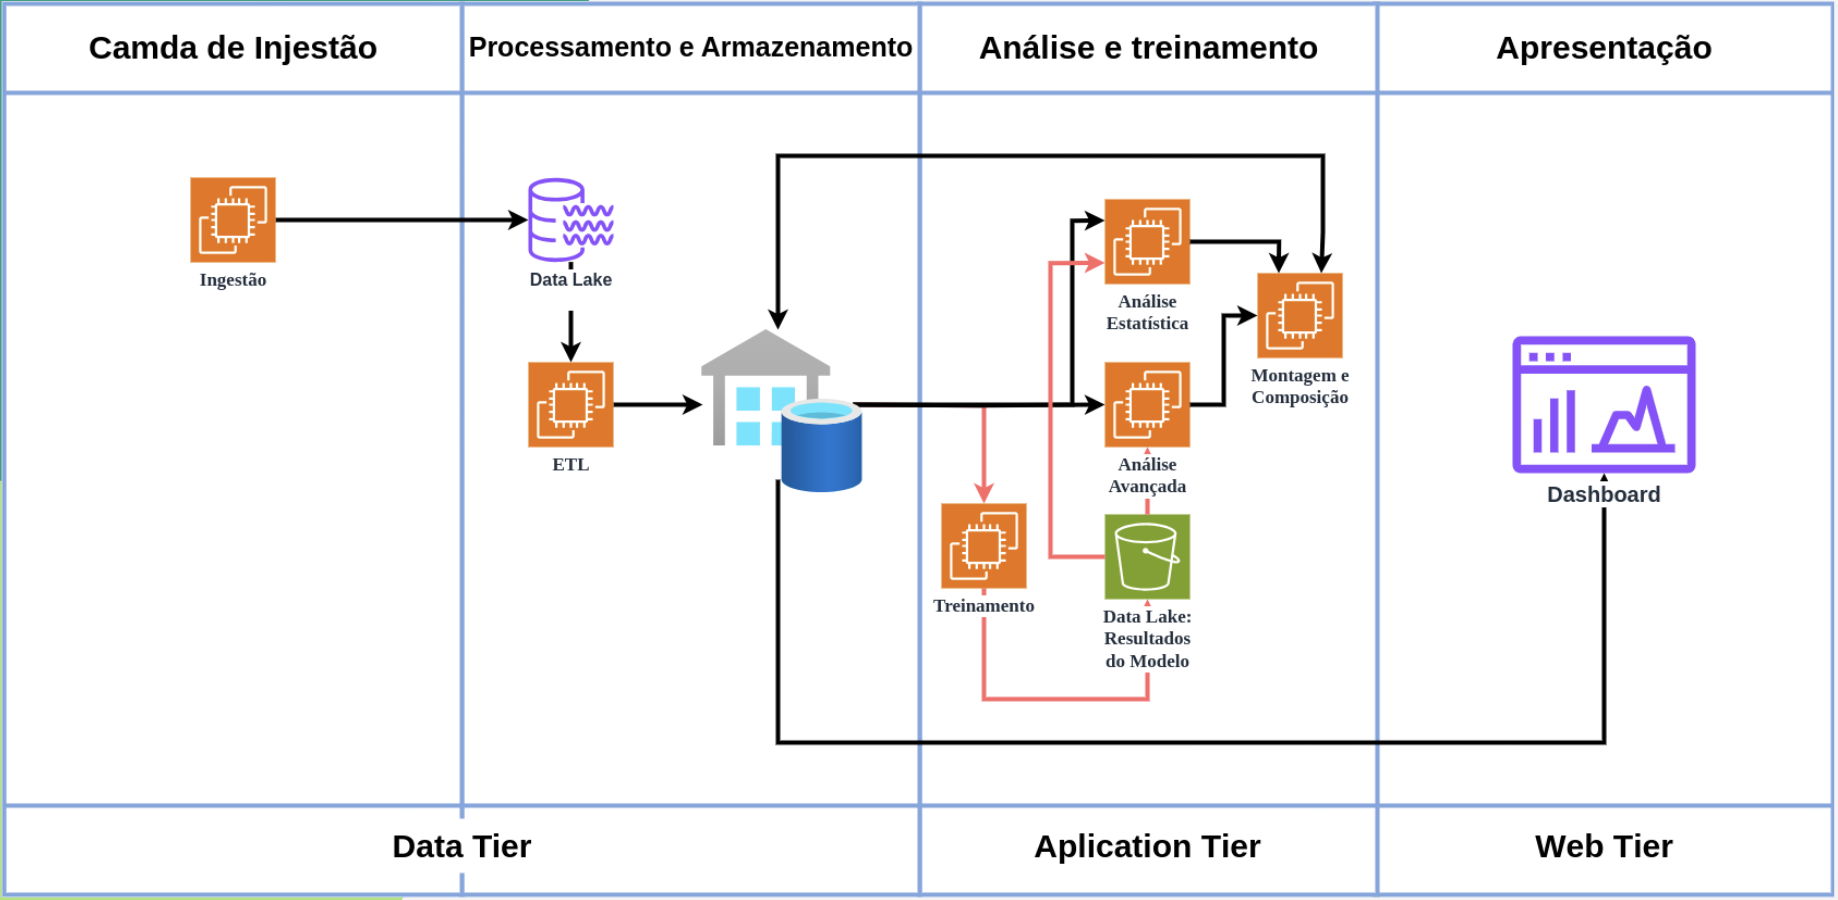 Camda de Injestão
Processamento e Armazenamento
Análise e treinamento
Apresentação
Ingestão
Data Lake
ETL
Análise
Estatística
Montagem e
Composição
Análise
Avançada
Treinamento
Data Lake:
Resultados
do Modelo
Dashboard
Data Tier
Aplication Tier
Web Tier